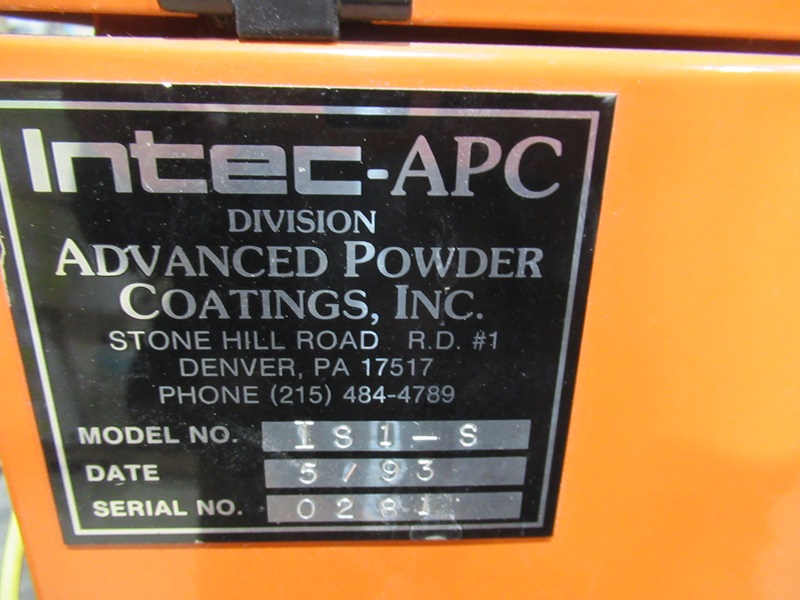 Intec-APC
DIVISION
ADVANCED POWDER
COATINGS, INC.
STONE HILL ROAD R.D. #1
DENVER, PA 17517
PHONE (215) 484-4789
MODEL NO. IS1-S
DATE 5/93
SERIAL NO. 0281